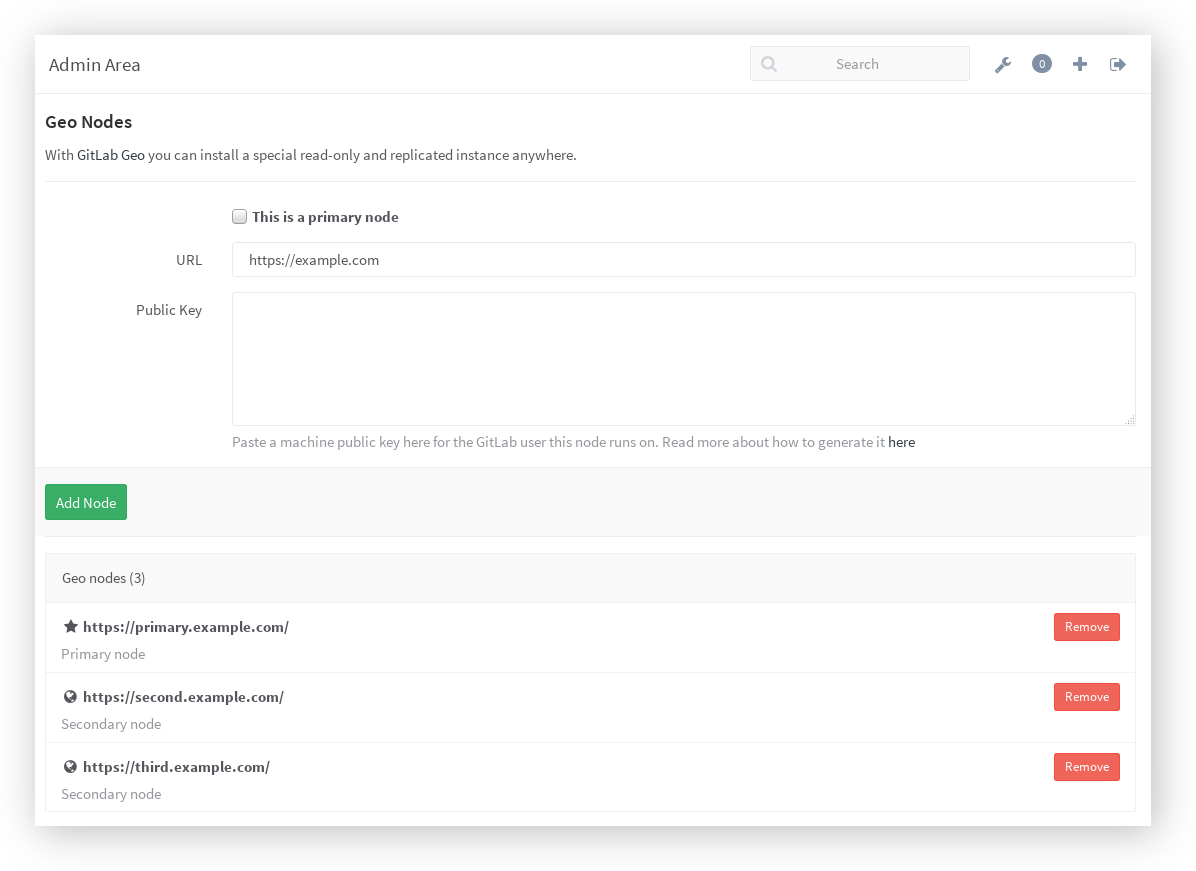 Admin Area
Search
0
Geo Nodes
With GitLab Geo you can install a special read-only and replicated instance anywhere.
This is a primary node
URL
https://example.com
Public Key
Paste a machine public key here for the GitLab user this node runs on. Read more about how to generate it here
Add Node
Geo nodes (3)
https://primary.example.com/
Remove
Primary node
https://second.example.com/
Remove
Secondary node
https://third.example.com/
Remove
Secondary node